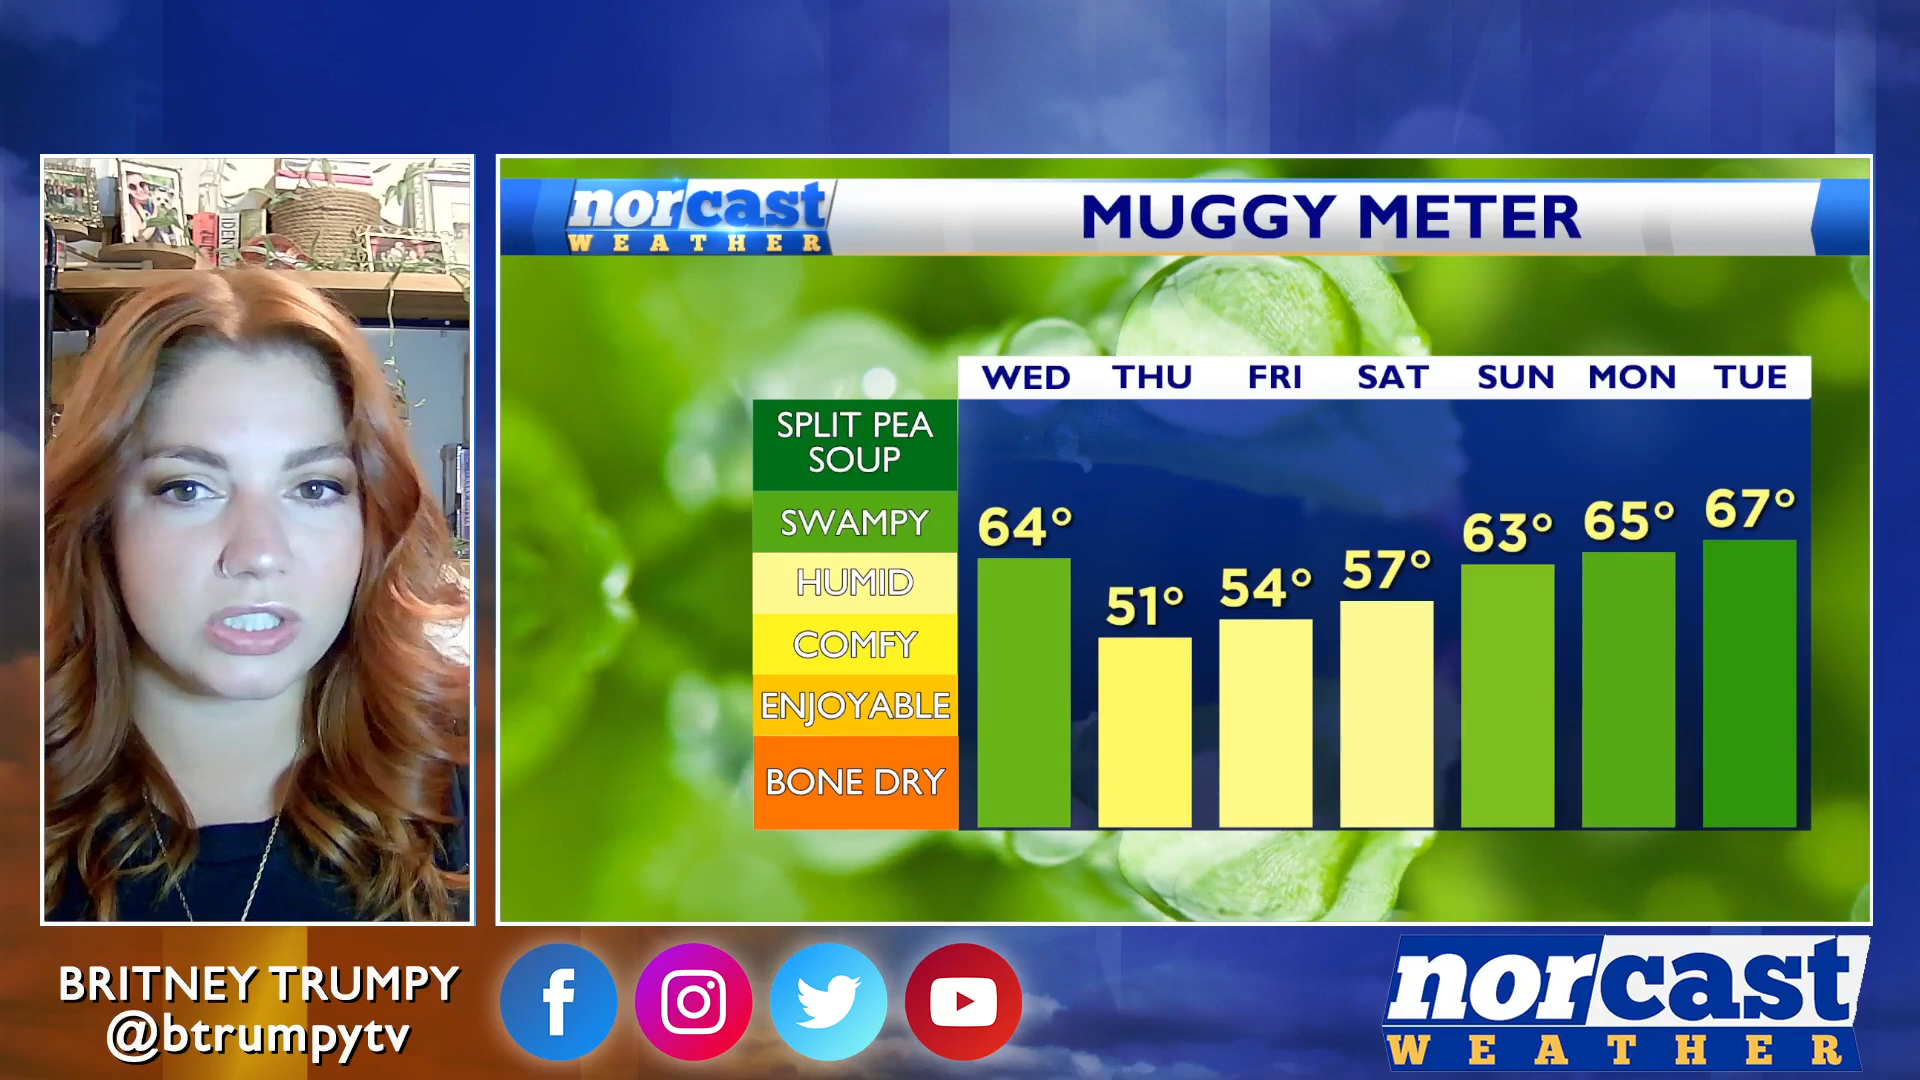 norcast
WEATHER
MUGGY METER
WED THU FRI SAT SUN MON TUE
SPLIT PEA
SOUP
SWAMPY
HUMID
COMFY
ENJOYABLE
BONE DRY
64° 51° 54° 57° 63° 65° 67°
BRITNEY TRUMPY
@btrumpytv
norcast
WEATHER